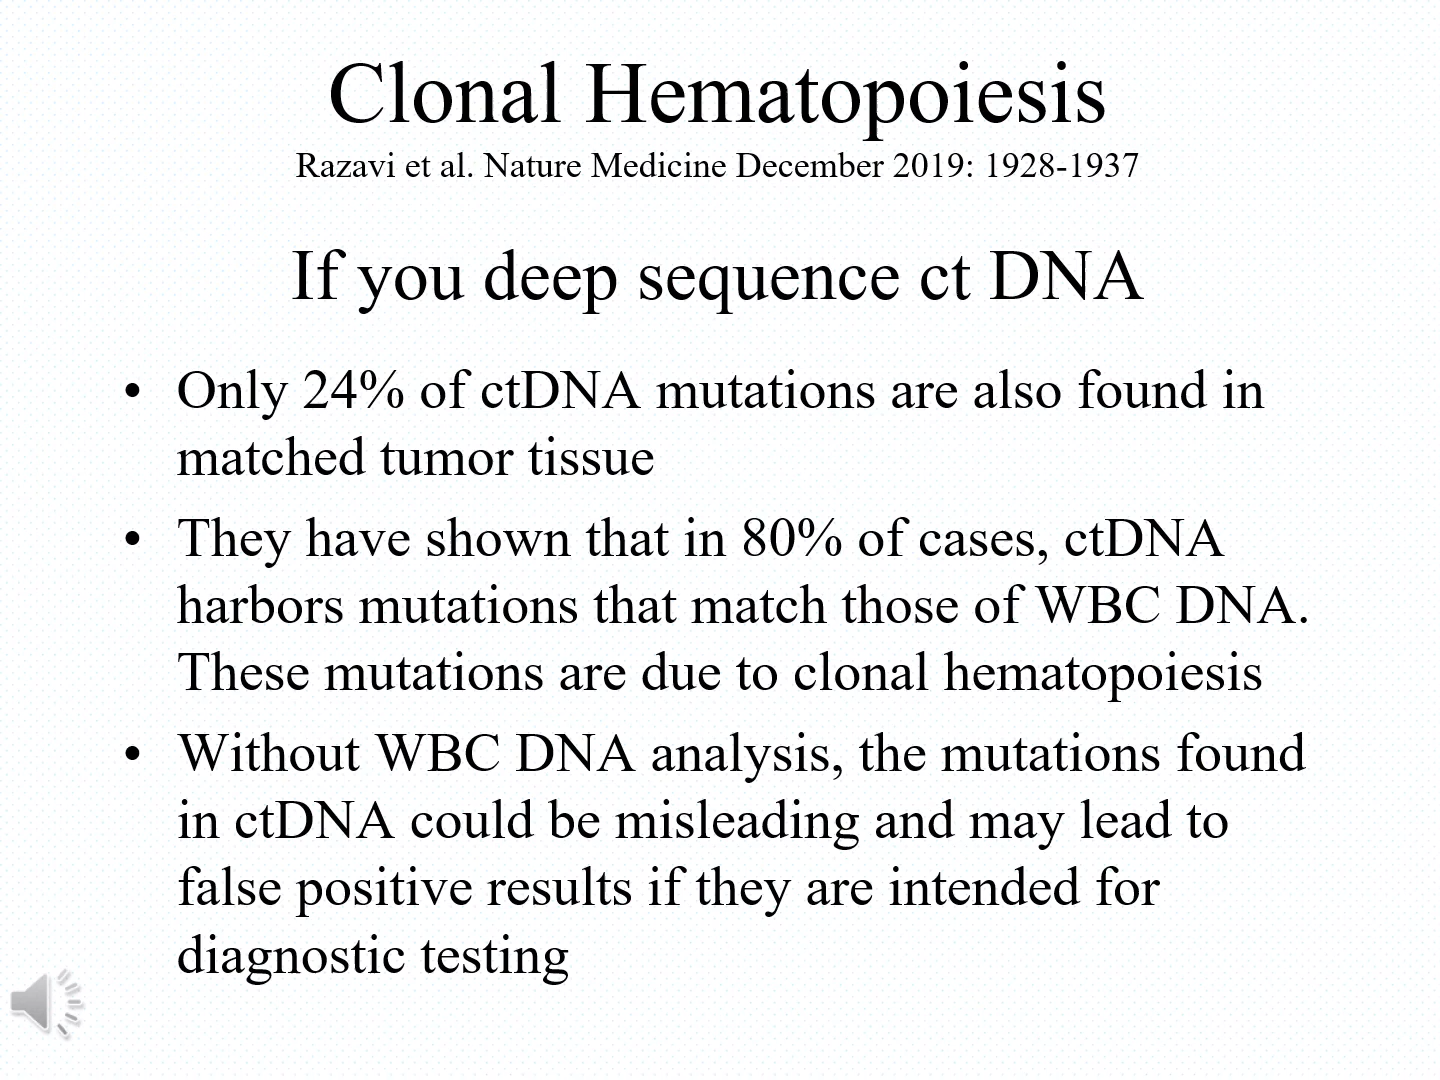 Clonal Hematopoiesis
Razavi et al. Nature Medicine December 2019: 1928-1937
If you deep sequence ct DNA
• Only 24% of ctDNA mutations are also found in
matched tumor tissue
• They have shown that in 80% of cases, ctDNA
harbors mutations that match those of WBC DNA.
These mutations are due to clonal hematopoiesis
• Without WBC DNA analysis, the mutations found
in ctDNA could be misleading and may lead to
false positive results if they are intended for
diagnostic testing